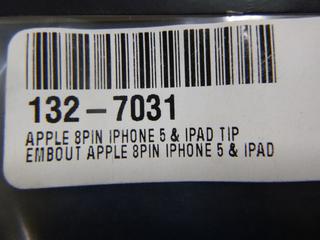 132-7031
APPLE 8PIN IPHONE 5 & IPAD TIP
EMBOUT APPLE 8PIN IPHONE 5 & IPAD